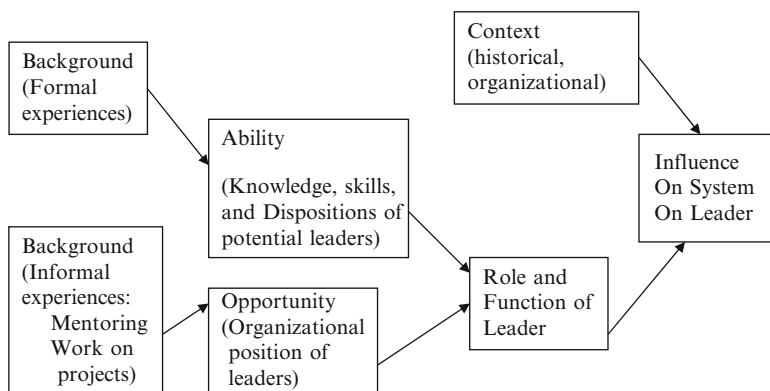 Background
(Formal
experiences)
Background
(Informal
experiences:
Mentoring
Work on
projects)
Ability
(Knowledge, skills,
and Dispositions of
potential leaders)
Opportunity
(Organizational
position of
leaders)
Context
(historical,
organizational)
Role and
Function of
Leader
Influence
On System
On Leader